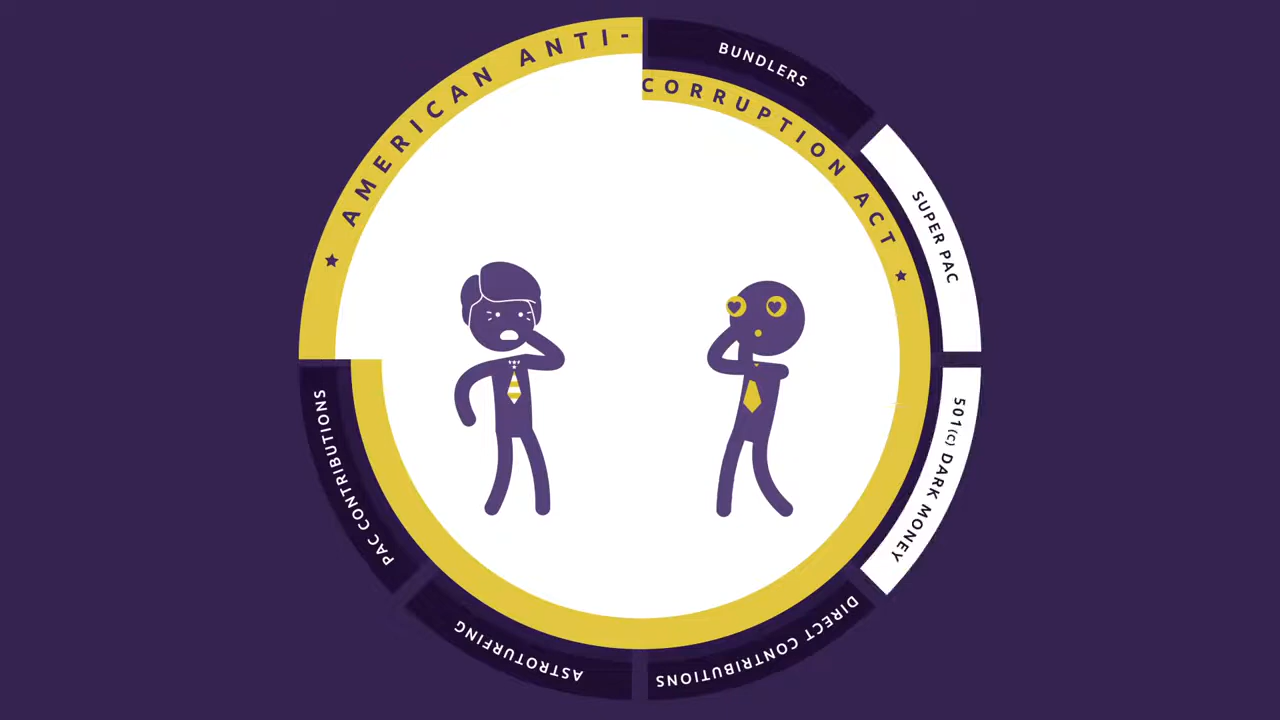 ★ AMERICAN ANTI-
CORRUPTION ACT ★
BUNDLERS
SUPER PAC
501(c) DARK MONEY
DIRECT CONTRIBUTIONS
ASTROTURFING
PAC CONTRIBUTIONS